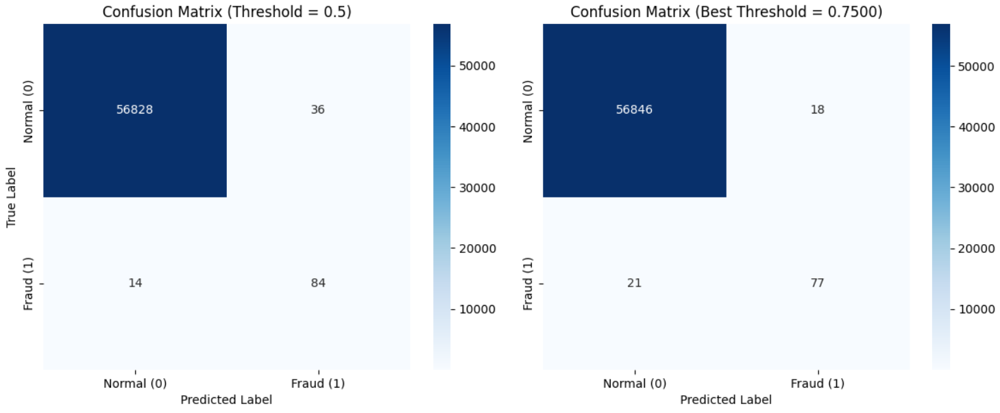 Confusion Matrix (Threshold = 0.5)
True Label
Normal (0)
Fraud (1)
56828
36
14
84
Normal (0)
Fraud (1)
Predicted Label
50000
40000
30000
20000
10000
Confusion Matrix (Best Threshold = 0.7500)
Normal (0)
Fraud (1)
56846
18
21
77
Normal (0)
Fraud (1)
Predicted Label
50000
40000
30000
20000
10000